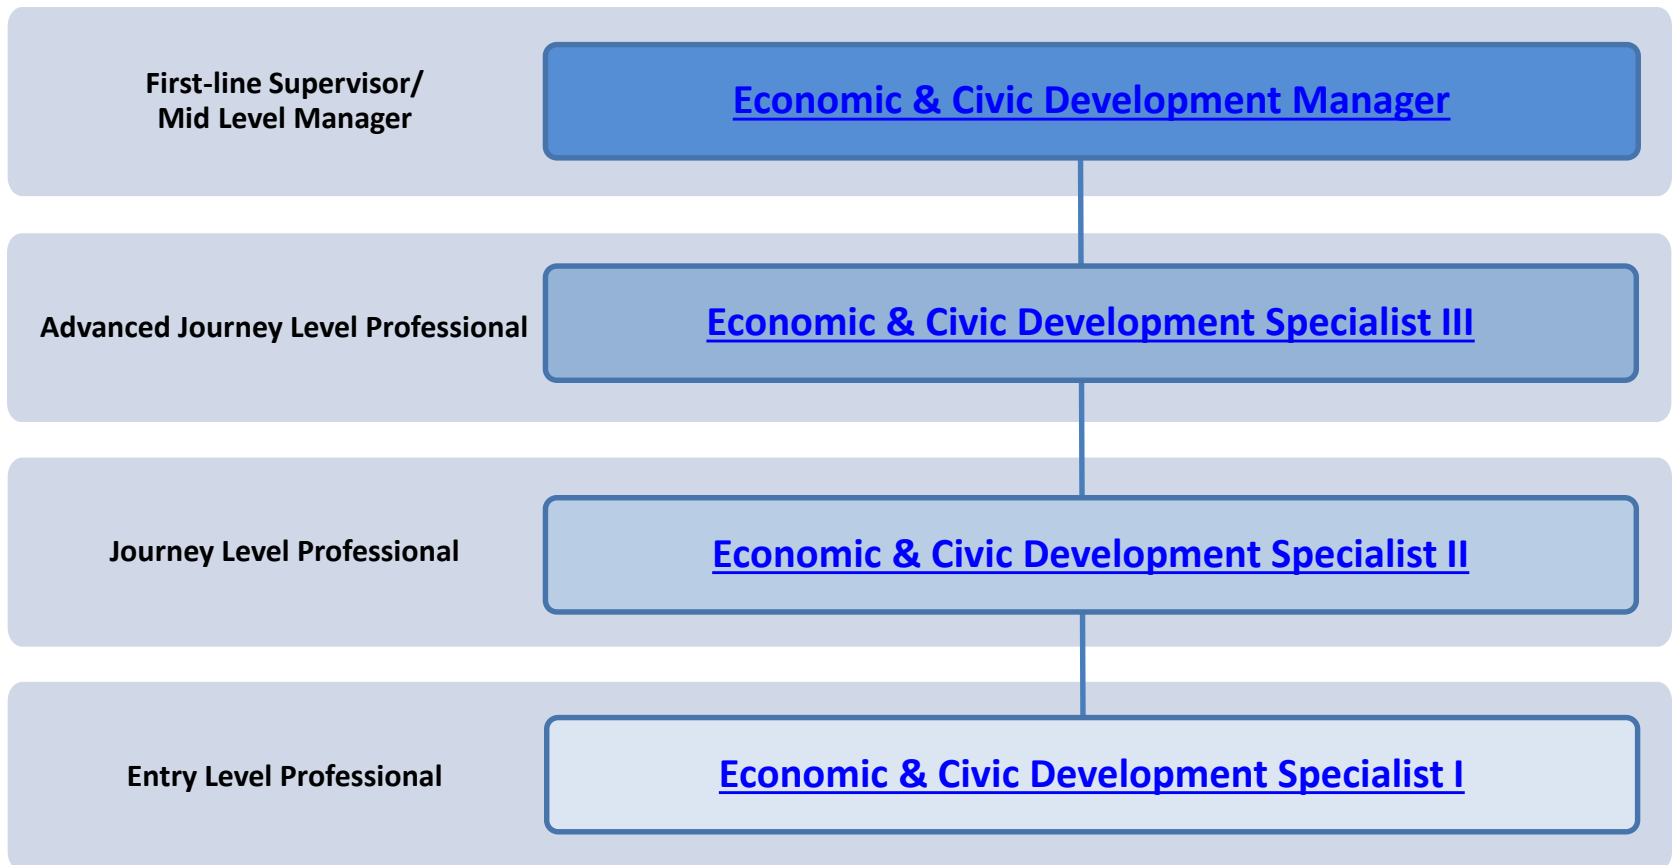 First-line Supervisor/
Mid Level Manager
Economic & Civic Development Manager
Advanced Journey Level Professional
Economic & Civic Development Specialist III
Journey Level Professional
Economic & Civic Development Specialist II
Entry Level Professional
Economic & Civic Development Specialist I